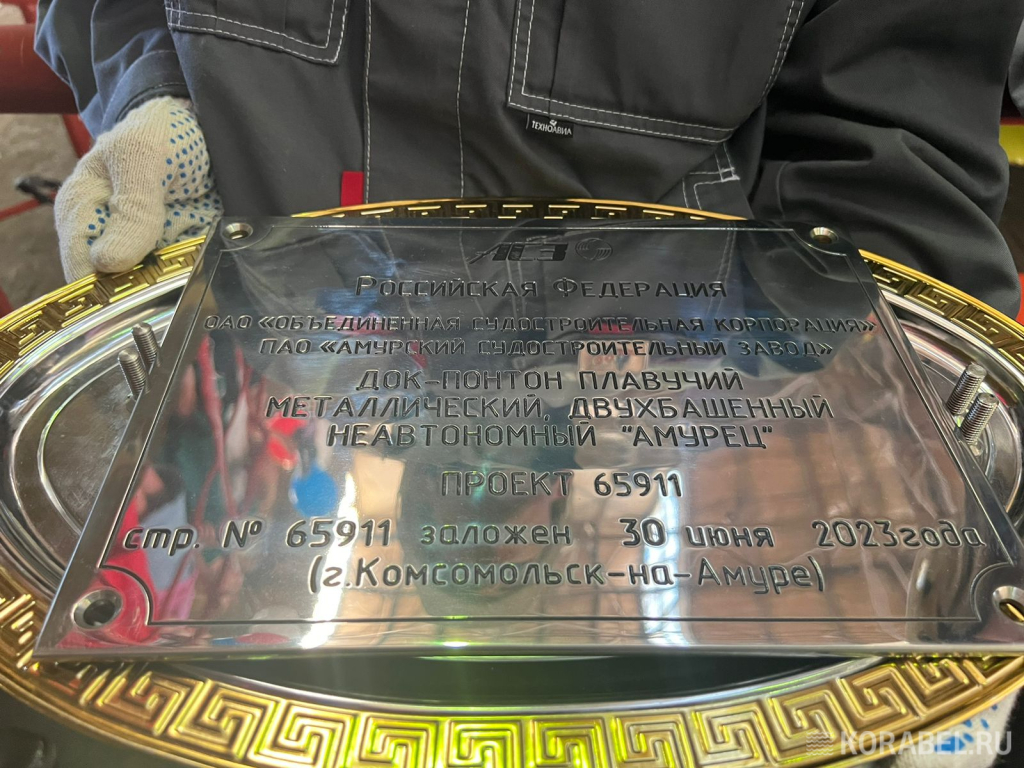 ТЕХНОАВИА
АСЗ
Российская Федерация
ОАО «ОБЪЕДИНЕННАЯ СУДОСТРОИТЕЛЬНАЯ КОРПОРАЦИЯ»
ПАО «АМУРСКИЙ СУДОСТРОИТЕЛЬНЫЙ ЗАВОД»
ДОК-ПОНТОН ПЛАВУЧИЙ
МЕТАЛЛИЧЕСКИЙ, ДВУХБАШЕННЫЙ
НЕАВТОНОМНЫЙ "АМУРЕЦ"
ПРОЕКТ 65911
стр. № 65911 заложен 30 июня 2023года
(г.Комсомольск-на-Амуре)
KORABEL.RU